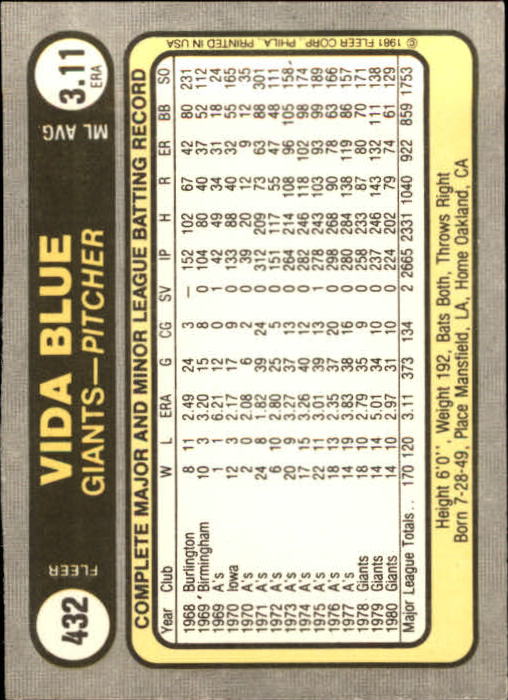 432 FLEER VIDA BLUE ML AVG. 3.11 ERA
GIANTS—PITCHER
COMPLETE MAJOR AND MINOR LEAGUE BATTING RECORD
Year Club W L ERA G CG SV IP H R ER BB SO
1968 Burlington 8 11 2.49 24 3 — 152 102 67 42 80 231
1969 Birmingham 10 3 3.20 15 8 0 104 80 40 37 52 112
1969 A's 1 1 6.21 12 0 1 42 49 34 31 18 24
1970 Iowa 12 3 2.17 17 9 0 133 88 40 32 55 165
1970 A's 2 0 2.08 6 2 0 39 20 12 9 12 35
1971 A's 24 8 1.82 39 24 0 312 209 73 63 88 301
1972 A's 6 10 2.80 25 5 0 151 117 55 47 48 111
1973 A's 20 9 3.27 37 13 0 264 214 108 96 105 158
1974 A's 17 15 3.26 40 12 0 282 246 118 102 98 174
1975 A's 22 11 3.01 39 13 1 278 243 103 93 99 189
1976 A's 18 13 2.35 37 20 0 298 268 90 78 63 166
1977 A's 14 19 3.83 38 16 0 280 284 138 119 86 157
1978 Giants 18 10 2.79 35 9 0 258 233 87 80 70 171
1979 Giants 14 14 5.01 34 10 0 237 246 143 132 111 138
1980 Giants 14 10 2.97 31 10 0 224 202 79 74 61 129
Major League Totals.. 170 120 3.11 373 134 2 2665 2331 1040 922 859 1753
Height 6'0", Weight 192, Bats Both, Throws Right
Born 7-28-49, Place Mansfield, LA, Home Oakland, CA
© 1981 FLEER CORP., PHILA., PRINTED IN USA